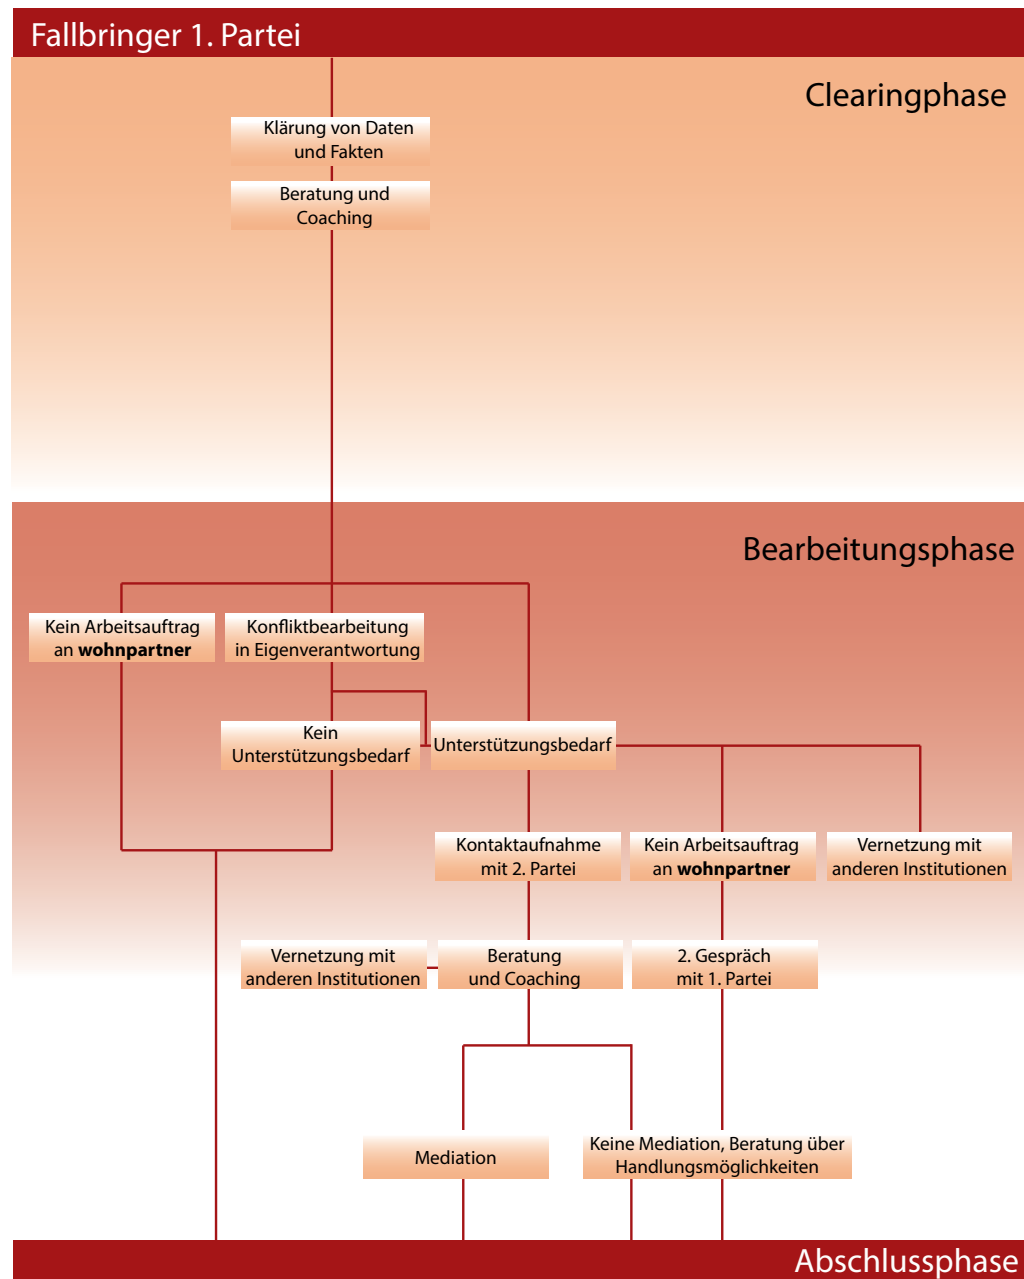 Fallbringer 1. Partei
Clearingphase
Klärung von Daten
und Fakten
Beratung und
Coaching
Bearbeitungsphase
Kein Arbeitsauftrag
an wohnpartner
Konfliktbearbeitung
in Eigenverantwortung
Kein
Unterstützungsbedarf
Unterstützungsbedarf
Kontaktaufnahme
mit 2. Partei
Kein Arbeitsauftrag
an wohnpartner
Vernetzung mit
anderen Institutionen
Vernetzung mit
anderen Institutionen
Beratung
und Coaching
2. Gespräch
mit 1. Partei
Mediation
Keine Mediation, Beratung über
Handlungsmöglichkeiten
Abschlussphase